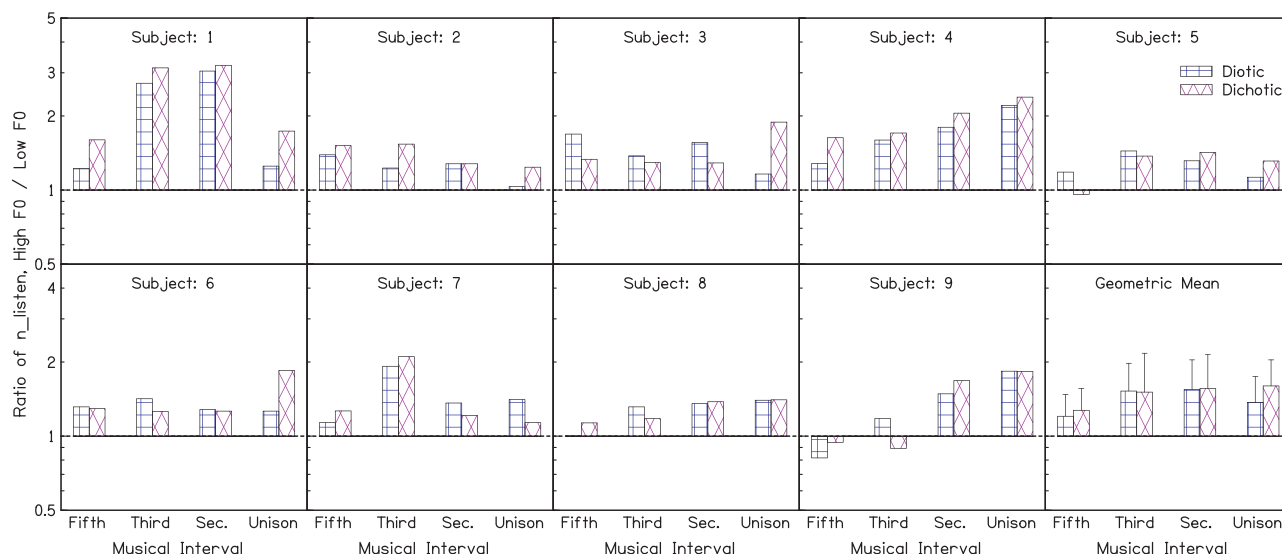 Ratio of n_listen, High F0 / Low F0
5
3
2
1
0.5
Subject: 1
Subject: 2
Subject: 3
Subject: 4
Subject: 5
Diotic
Dichotic
4
2
1
0.5
Subject: 6
Subject: 7
Subject: 8
Subject: 9
Geometric Mean
Fifth Third Sec. Unison
Fifth Third Sec. Unison
Fifth Third Sec. Unison
Fifth Third Sec. Unison
Fifth Third Sec. Unison
Musical Interval
Musical Interval
Musical Interval
Musical Interval
Musical Interval